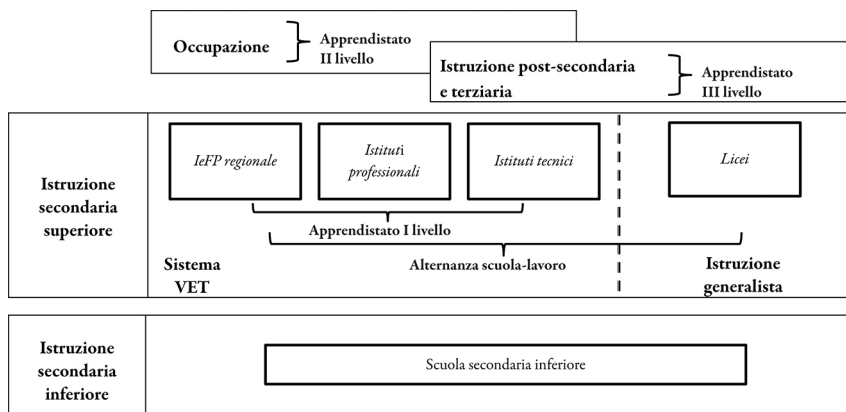 Occupazione
Apprendistato
II livello
Istruzione post-secondaria
e terziaria
Apprendistato
III livello
Istruzione
secondaria
superiore
IeFP regionale
Istituti
professionali
Istituti tecnici
Licei
Apprendistato I livello
Alternanza scuola-lavoro
Sistema
VET
Istruzione
generalista
Istruzione
secondaria
inferiore
Scuola secondaria inferiore